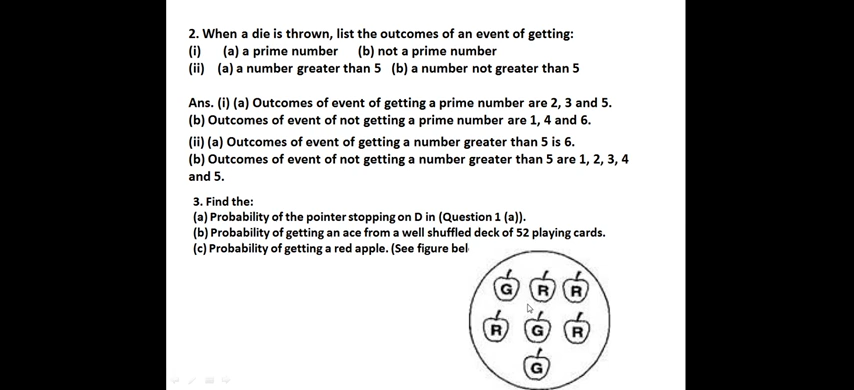 2. When a die is thrown, list the outcomes of an event of getting:
(i) (a) a prime number (b) not a prime number
(ii) (a) a number greater than 5 (b) a number not greater than 5
Ans. (i) (a) Outcomes of event of getting a prime number are 2, 3 and 5.
(b) Outcomes of event of not getting a prime number are 1, 4 and 6.
(ii) (a) Outcomes of event of getting a number greater than 5 is 6.
(b) Outcomes of event of not getting a number greater than 5 are 1, 2, 3, 4
and 5.
3. Find the:
(a) Probability of the pointer stopping on D in (Question 1 (a)).
(b) Probability of getting an ace from a well shuffled deck of 52 playing cards.
(c) Probability of getting a red apple. (See figure bel
G R R
R G R
G